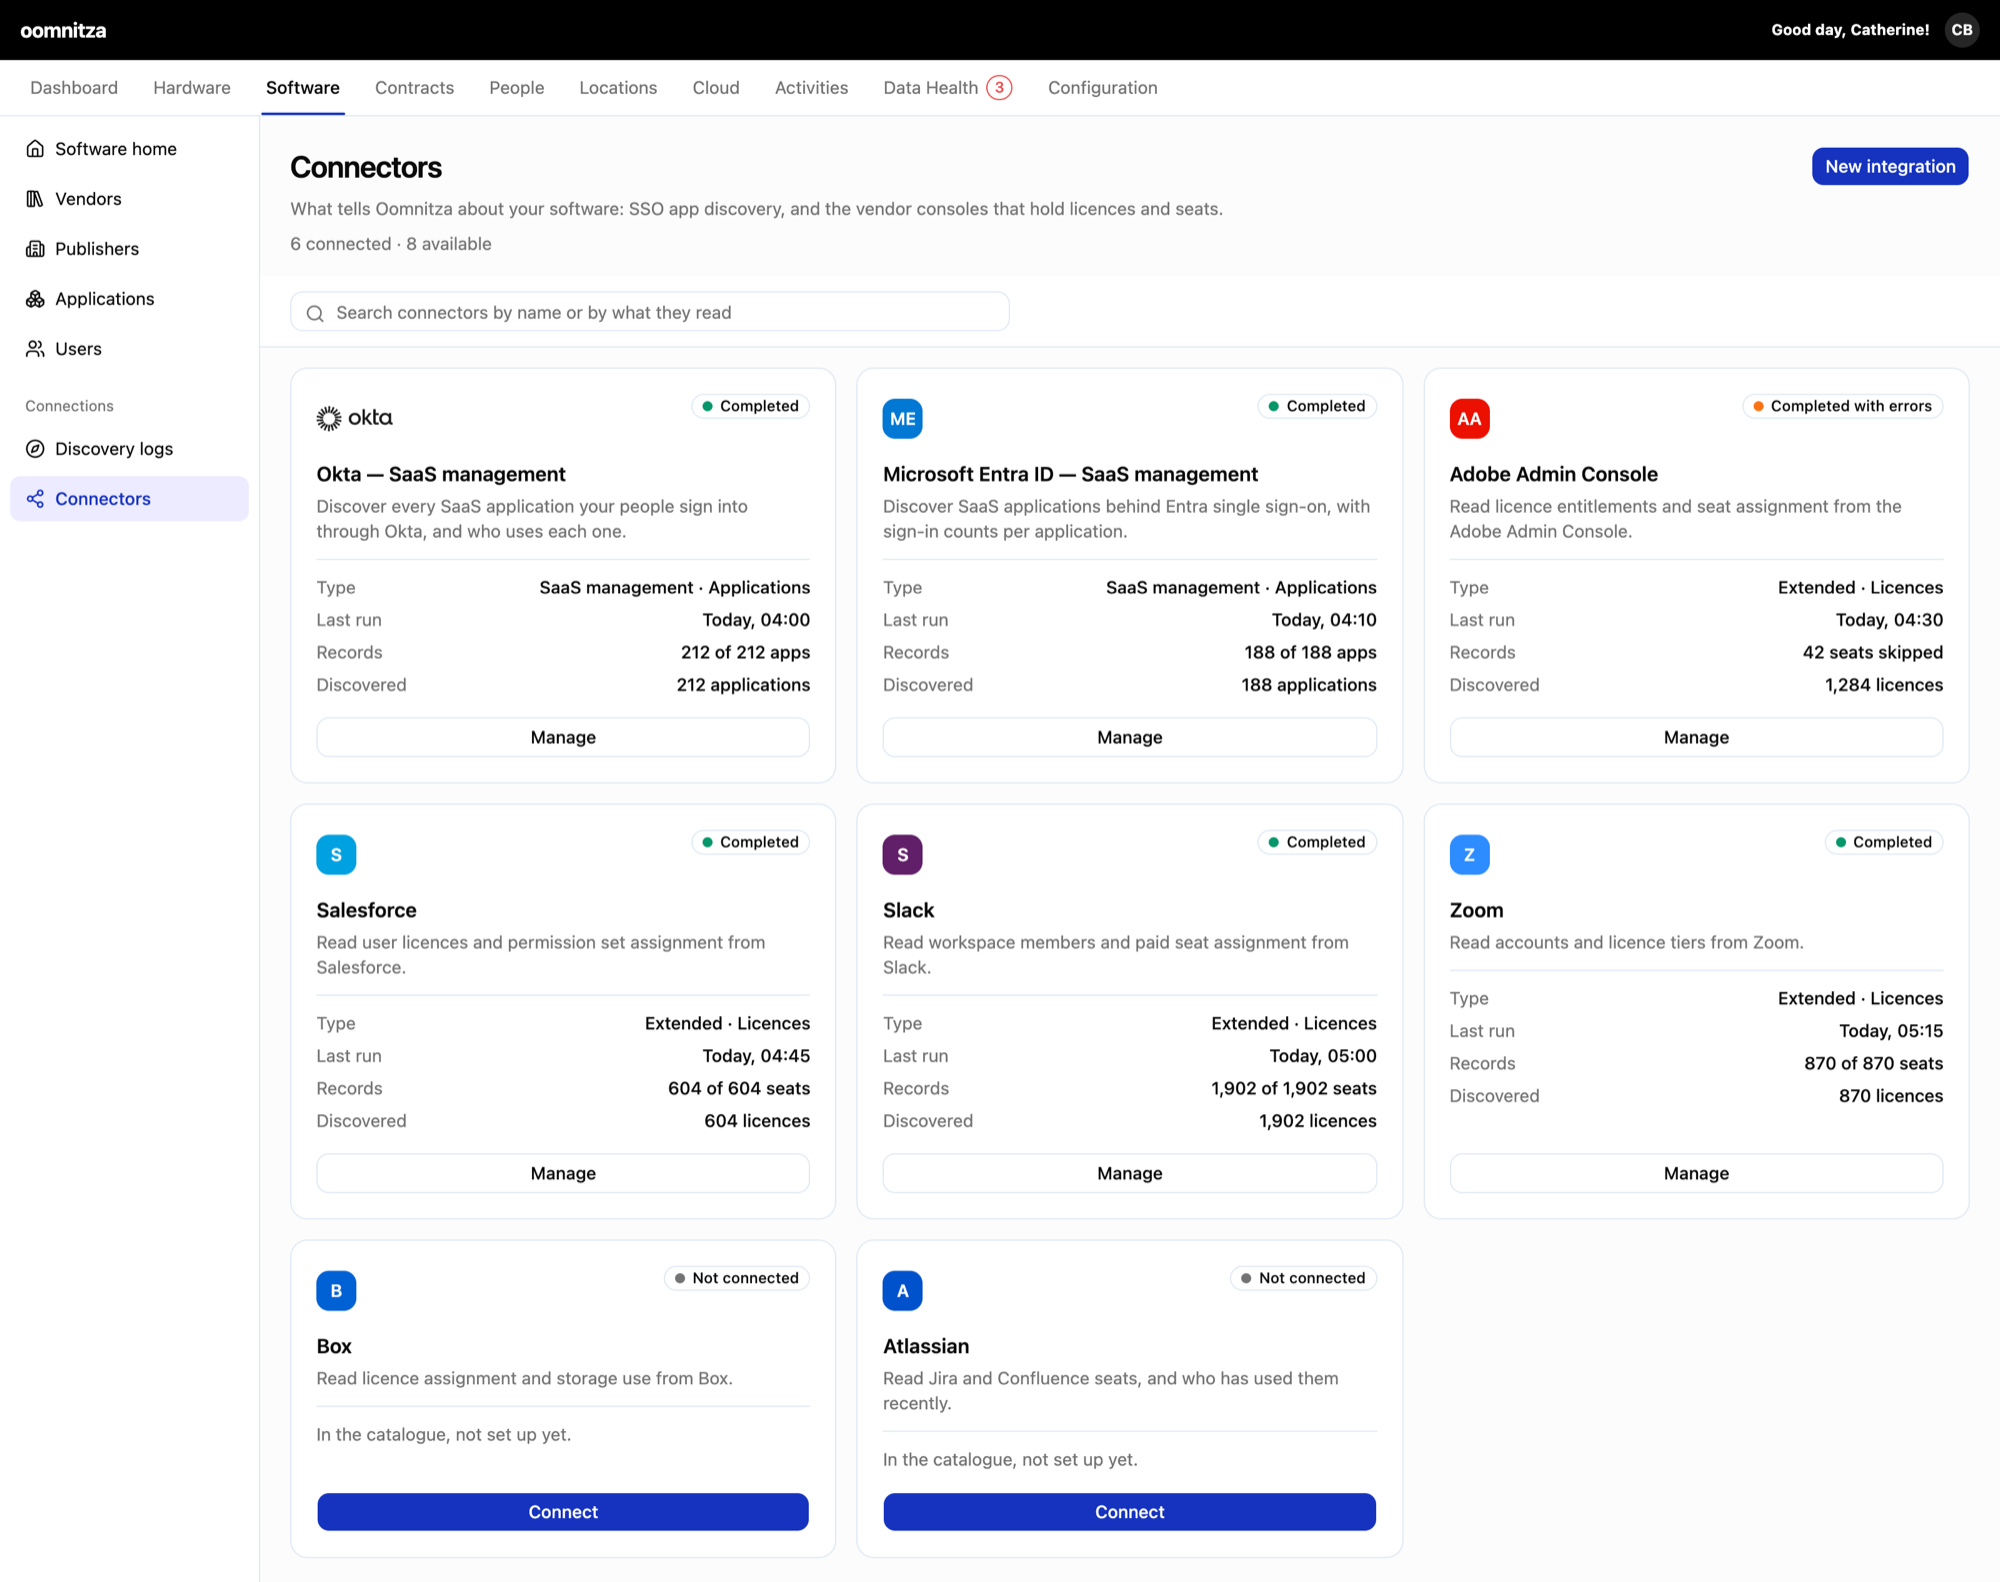 oomnitza
Good day, Catherine!
CB
Dashboard
Hardware
Software
Contracts
People
Locations
Cloud
Activities
Data Health
3
Configuration
Software home
Vendors
Publishers
Applications
Users
Connections
Discovery logs
Connectors
Connectors
New integration
What tells Oomnitza about your software: SSO app discovery, and the vendor consoles that hold licences and seats.
6 connected · 8 available
Search connectors by name or by what they read
okta
Completed
Okta — SaaS management
Discover every SaaS application your people sign into
through Okta, and who uses each one.
Type SaaS management · Applications
Last run Today, 04:00
Records 212 of 212 apps
Discovered 212 applications
Manage
ME
Completed
Microsoft Entra ID — SaaS management
Discover SaaS applications behind Entra single sign-on, with
sign-in counts per application.
Type SaaS management · Applications
Last run Today, 04:10
Records 188 of 188 apps
Discovered 188 applications
Manage
AA
Completed with errors
Adobe Admin Console
Read licence entitlements and seat assignment from the
Adobe Admin Console.
Type Extended · Licences
Last run Today, 04:30
Records 42 seats skipped
Discovered 1,284 licences
Manage
S
Completed
Salesforce
Read user licences and permission set assignment from
Salesforce.
Type Extended · Licences
Last run Today, 04:45
Records 604 of 604 seats
Discovered 604 licences
Manage
S
Completed
Slack
Read workspace members and paid seat assignment from
Slack.
Type Extended · Licences
Last run Today, 05:00
Records 1,902 of 1,902 seats
Discovered 1,902 licences
Manage
Z
Completed
Zoom
Read accounts and licence tiers from Zoom.
Type Extended · Licences
Last run Today, 05:15
Records 870 of 870 seats
Discovered 870 licences
Manage
B
Not connected
Box
Read licence assignment and storage use from Box.
In the catalogue, not set up yet.
Connect
A
Not connected
Atlassian
Read Jira and Confluence seats, and who has used them
recently.
In the catalogue, not set up yet.
Connect